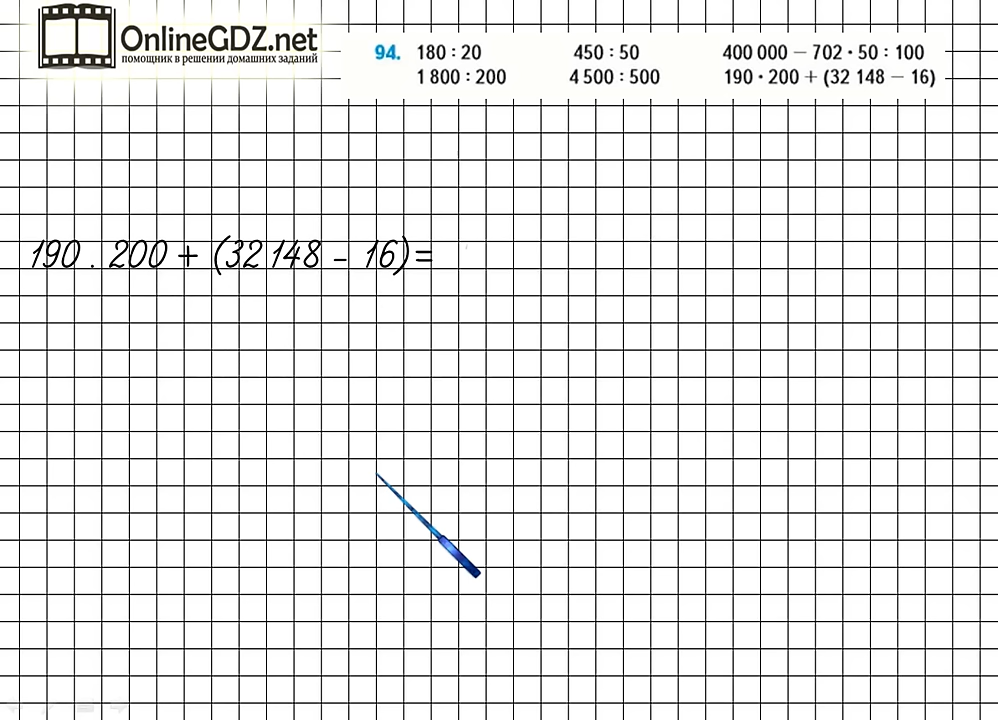 OnlineGDZ.net
помощник в решении домашних заданий
94. 180 : 20 450 : 50 400 000 − 702 · 50 : 100
1 800 : 200 4 500 : 500 190 · 200 + (32 148 − 16)
190 . 200 + (32 148 - 16) =